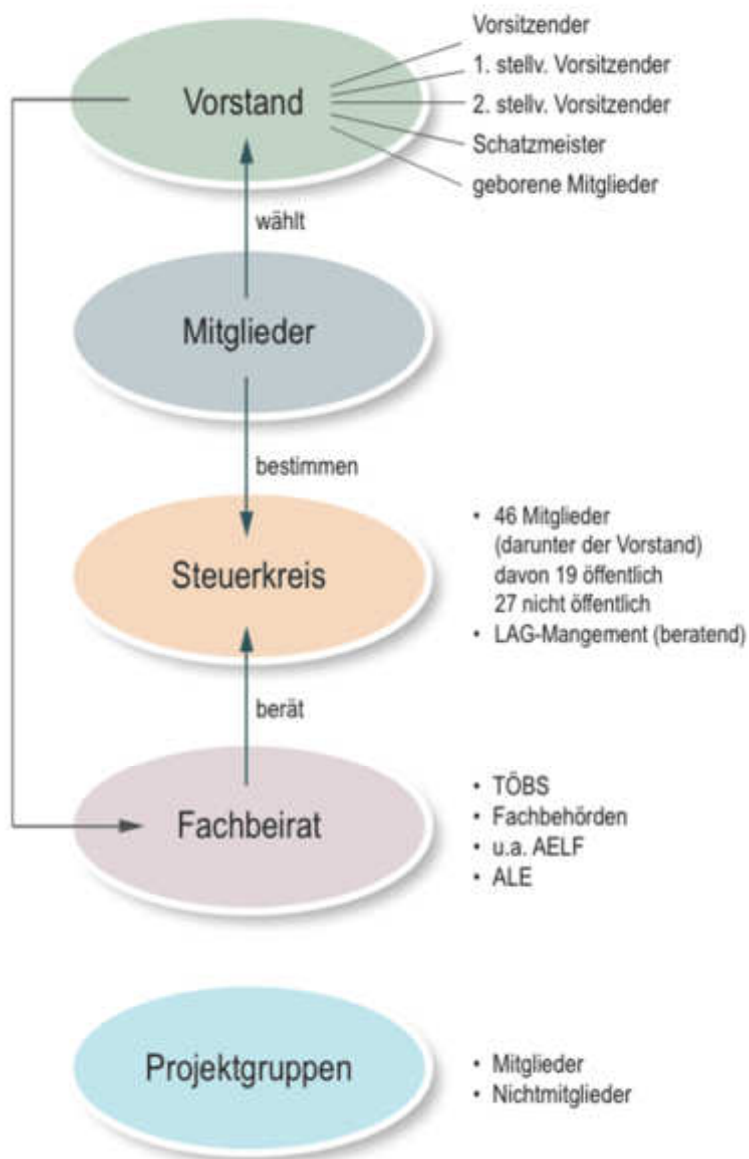 Vorstand
Vorsitzender
1. stellv. Vorsitzender
2. stellv. Vorsitzender
Schatzmeister
geborene Mitglieder
wählt
Mitglieder
bestimmen
Steuerkreis
• 46 Mitglieder
(darunter der Vorstand)
davon 19 öffentlich
27 nicht öffentlich
• LAG-Mangement (beratend)
berät
Fachbeirat
• TÖBS
• Fachbehörden
• u.a. AELF
• ALE
Projektgruppen
• Mitglieder
• Nichtmitglieder